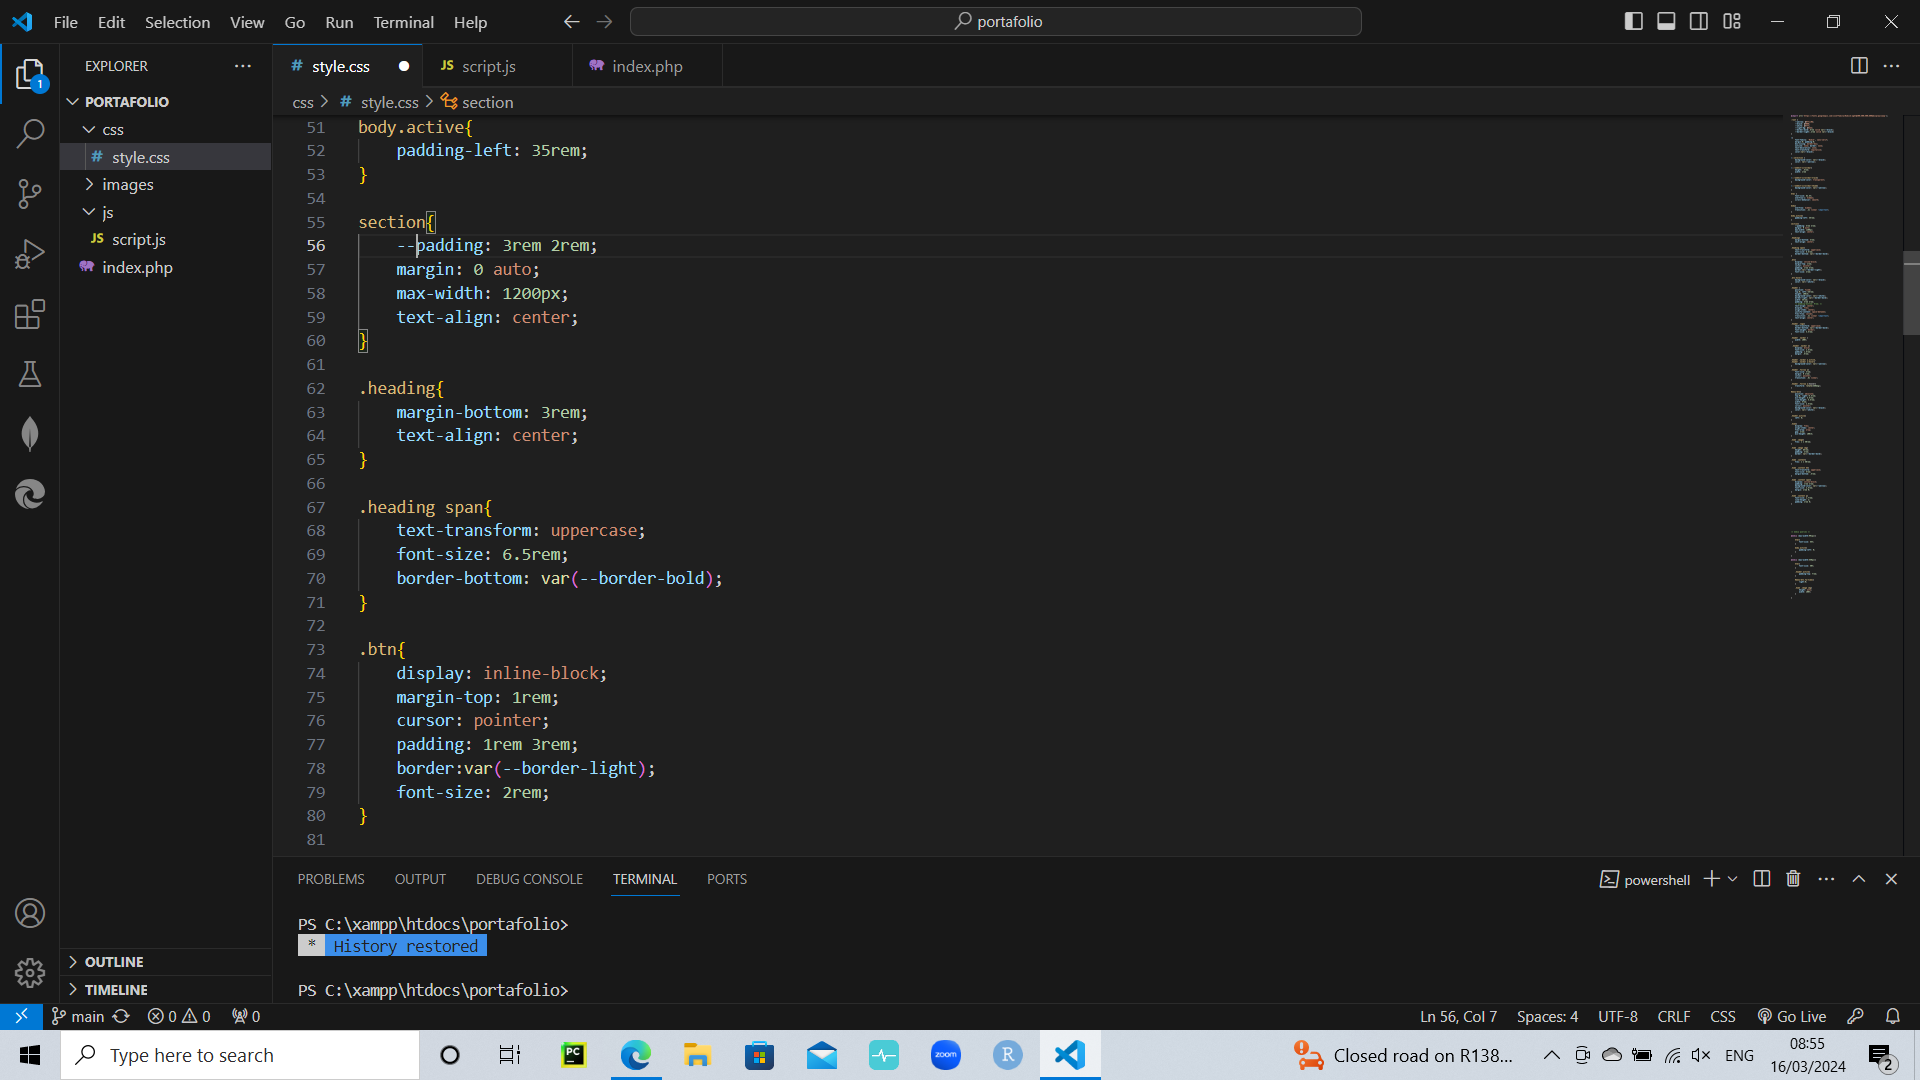 File Edit Selection View Go Run Terminal Help
portafolio
EXPLORER
PORTAFOLIO
css
# style.css
images
js
JS script.js
index.php
OUTLINE
TIMELINE
1
# style.css
JS script.js
index.php
css > # style.css > section
51 body.active{
52 padding-left: 35rem;
53 }
54
55 section{
56 --padding: 3rem 2rem;
57 margin: 0 auto;
58 max-width: 1200px;
59 text-align: center;
60 }
61
62 .heading{
63 margin-bottom: 3rem;
64 text-align: center;
65 }
66
67 .heading span{
68 text-transform: uppercase;
69 font-size: 6.5rem;
70 border-bottom: var(--border-bold);
71 }
72
73 .btn{
74 display: inline-block;
75 margin-top: 1rem;
76 cursor: pointer;
77 padding: 1rem 3rem;
78 border:var(--border-light);
79 font-size: 2rem;
80 }
81
PROBLEMS OUTPUT DEBUG CONSOLE TERMINAL PORTS
powershell
PS C:\xampp\htdocs\portafolio>
* History restored
PS C:\xampp\htdocs\portafolio>
main 0 0 0
Ln 56, Col 7 Spaces: 4 UTF-8 CRLF CSS Go Live
Type here to search
PC
zoom
R
Closed road on R138...
ENG
08:55
16/03/2024
2